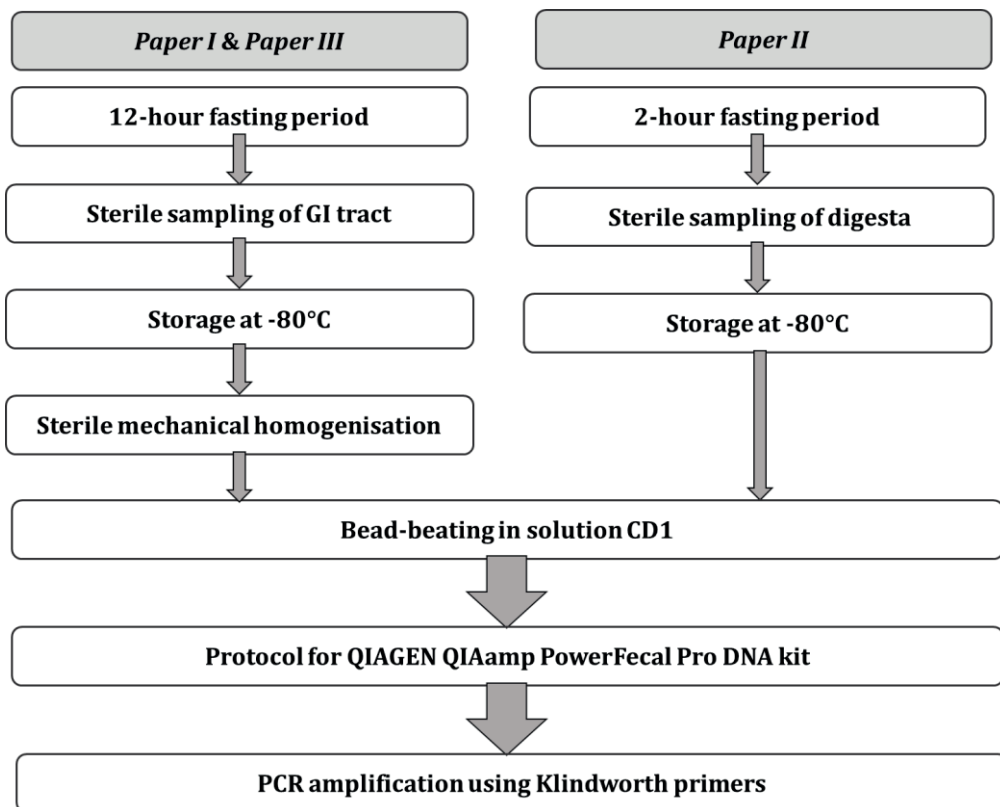 Paper I & Paper III
Paper II
12-hour fasting period
2-hour fasting period
Sterile sampling of GI tract
Sterile sampling of digesta
Storage at -80°C
Storage at -80°C
Sterile mechanical homogenisation
Bead-beating in solution CD1
Protocol for QIAGEN QIAamp PowerFecal Pro DNA kit
PCR amplification using Klindworth primers